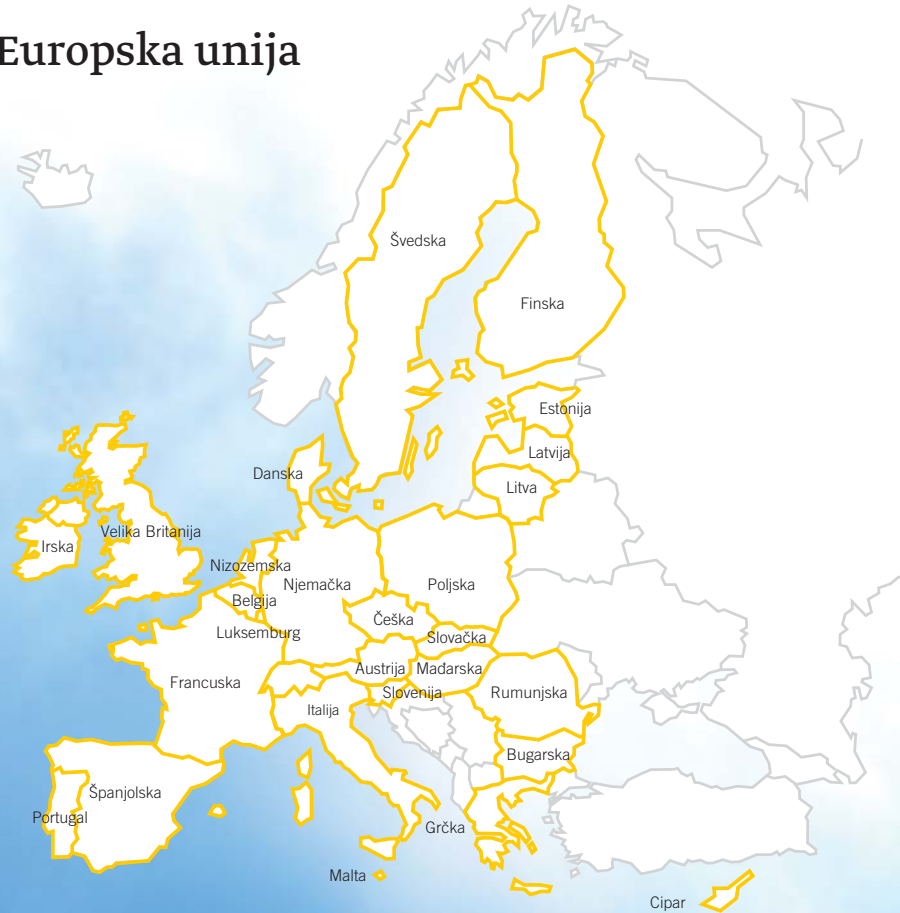 Europska unija
Švedska
Finska
Estonija
Latvija
Danska
Litva
Velika Britanija
Irska
Nizozemska
Njemačka
Poljska
Belgija
Češka
Luksemburg
Slovačka
Austrija
Mađarska
Francuska
Slovenija
Rumunjska
Italija
Bugarska
Španjolska
Portugal
Grčka
Malta
Cipar